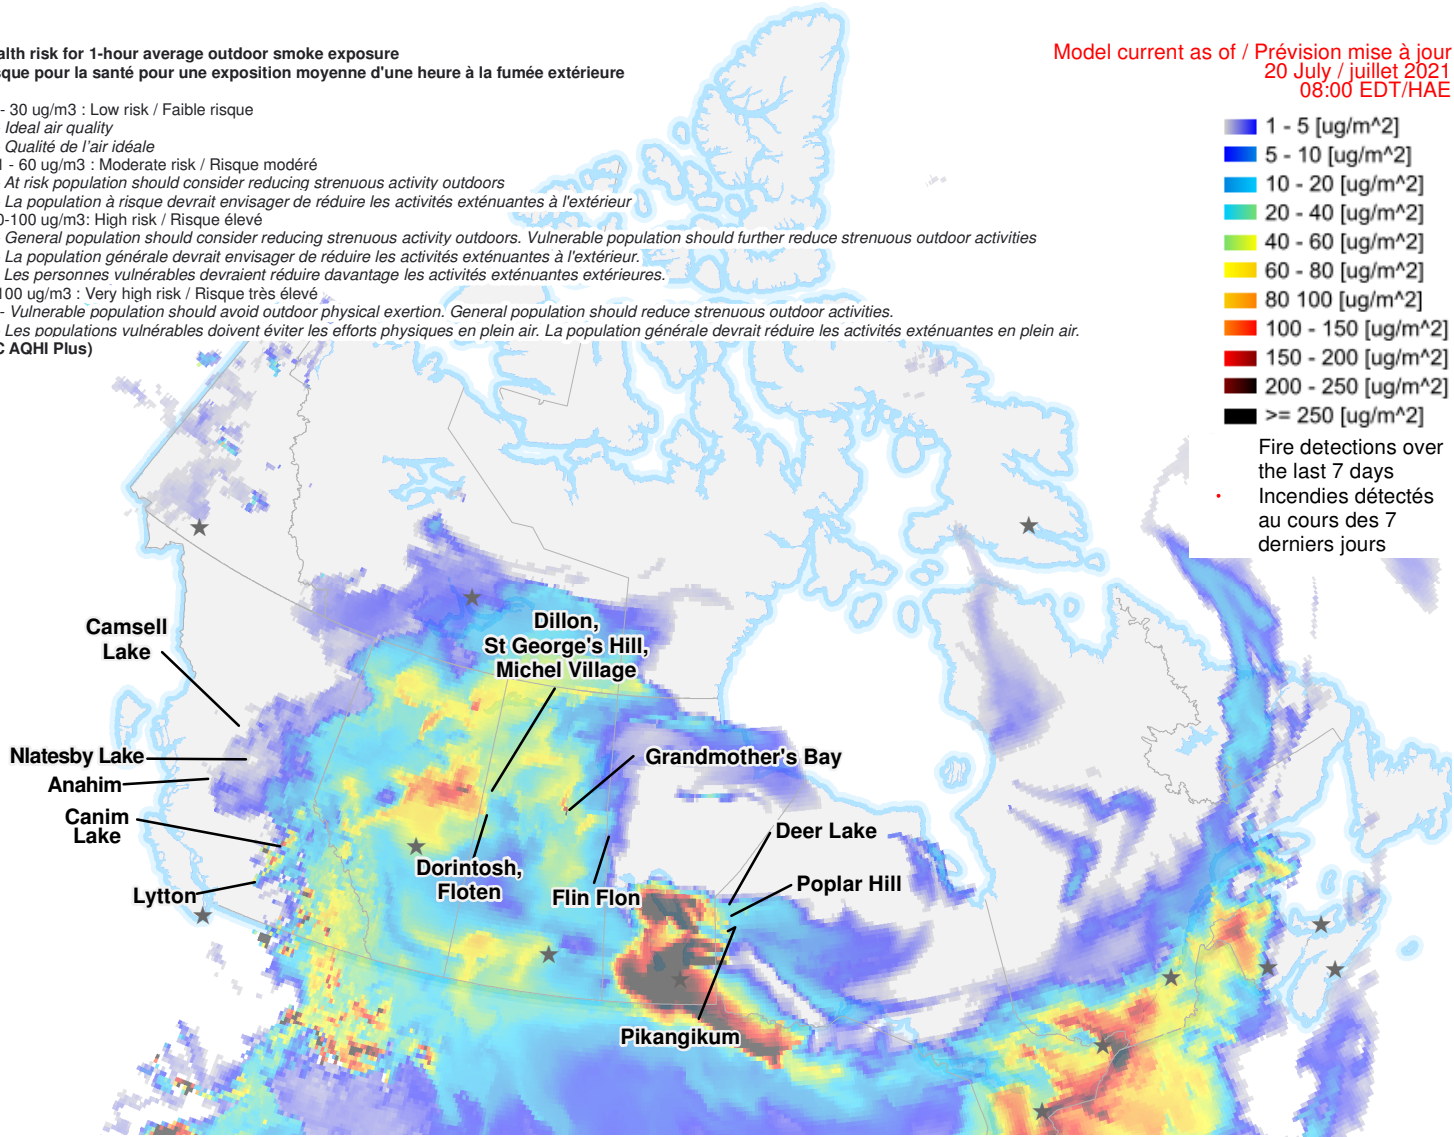 alth risk for 1-hour average outdoor smoke exposure
sque pour la santé pour une exposition moyenne d'une heure à la fumée extérieure
- 30 ug/m3 : Low risk / Faible risque
Ideal air quality
Qualité de l'air idéale
1 - 60 ug/m3 : Moderate risk / Risque modéré
At risk population should consider reducing strenuous activity outdoors
La population à risque devrait envisager de réduire les activités exténuantes à l'extérieur
0-100 ug/m3: High risk / Risque élevé
General population should consider reducing strenuous activity outdoors. Vulnerable population should further reduce strenuous outdoor activities
La population générale devrait envisager de réduire les activités exténuantes à l'extérieur.
Les personnes vulnérables devraient réduire davantage les activités exténuantes extérieures.
100 ug/m3 : Very high risk / Risque très élevé
- Vulnerable population should avoid outdoor physical exertion. General population should reduce strenuous outdoor activities.
Les populations vulnérables doivent éviter les efforts physiques en plein air. La population générale devrait réduire les activités exténuantes en plein air.
C AQHI Plus)
Model current as of / Prévision mise à jour
20 July / juillet 2021
08:00 EDT/HAE
1 - 5 [ug/m^2]
5 - 10 [ug/m^2]
10 - 20 [ug/m^2]
20 - 40 [ug/m^2]
40 - 60 [ug/m^2]
60 - 80 [ug/m^2]
80 100 [ug/m^2]
100 - 150 [ug/m^2]
150 - 200 [ug/m^2]
200 - 250 [ug/m^2]
>= 250 [ug/m^2]
Fire detections over
the last 7 days
Incendies détectés
au cours des 7
derniers jours
Camsell
Lake
Dillon,
St George's Hill,
Michel Village
Nlatesby Lake
Anahim
Canim
Lake
Lytton
Grandmother's Bay
Deer Lake
Poplar Hill
Dorintosh,
Floten
Flin Flon
Pikangikum